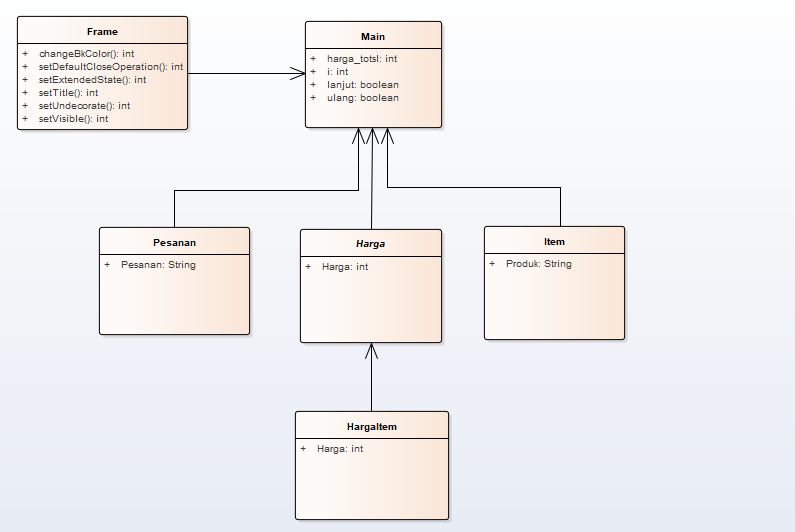 Frame
+ changeBkColor(): int
+ setDefaultCloseOperation(): int
+ setExtendedState(): int
+ setTitle(): int
+ setUndecorate(): int
+ setVisible(): int
Main
+ harga_totsl: int
+ i: int
+ lanjut: boolean
+ ulang: boolean
Pesanan
+ Pesanan: String
Harga
+ Harga: int
Item
+ Produk: String
HargaItem
+ Harga: int